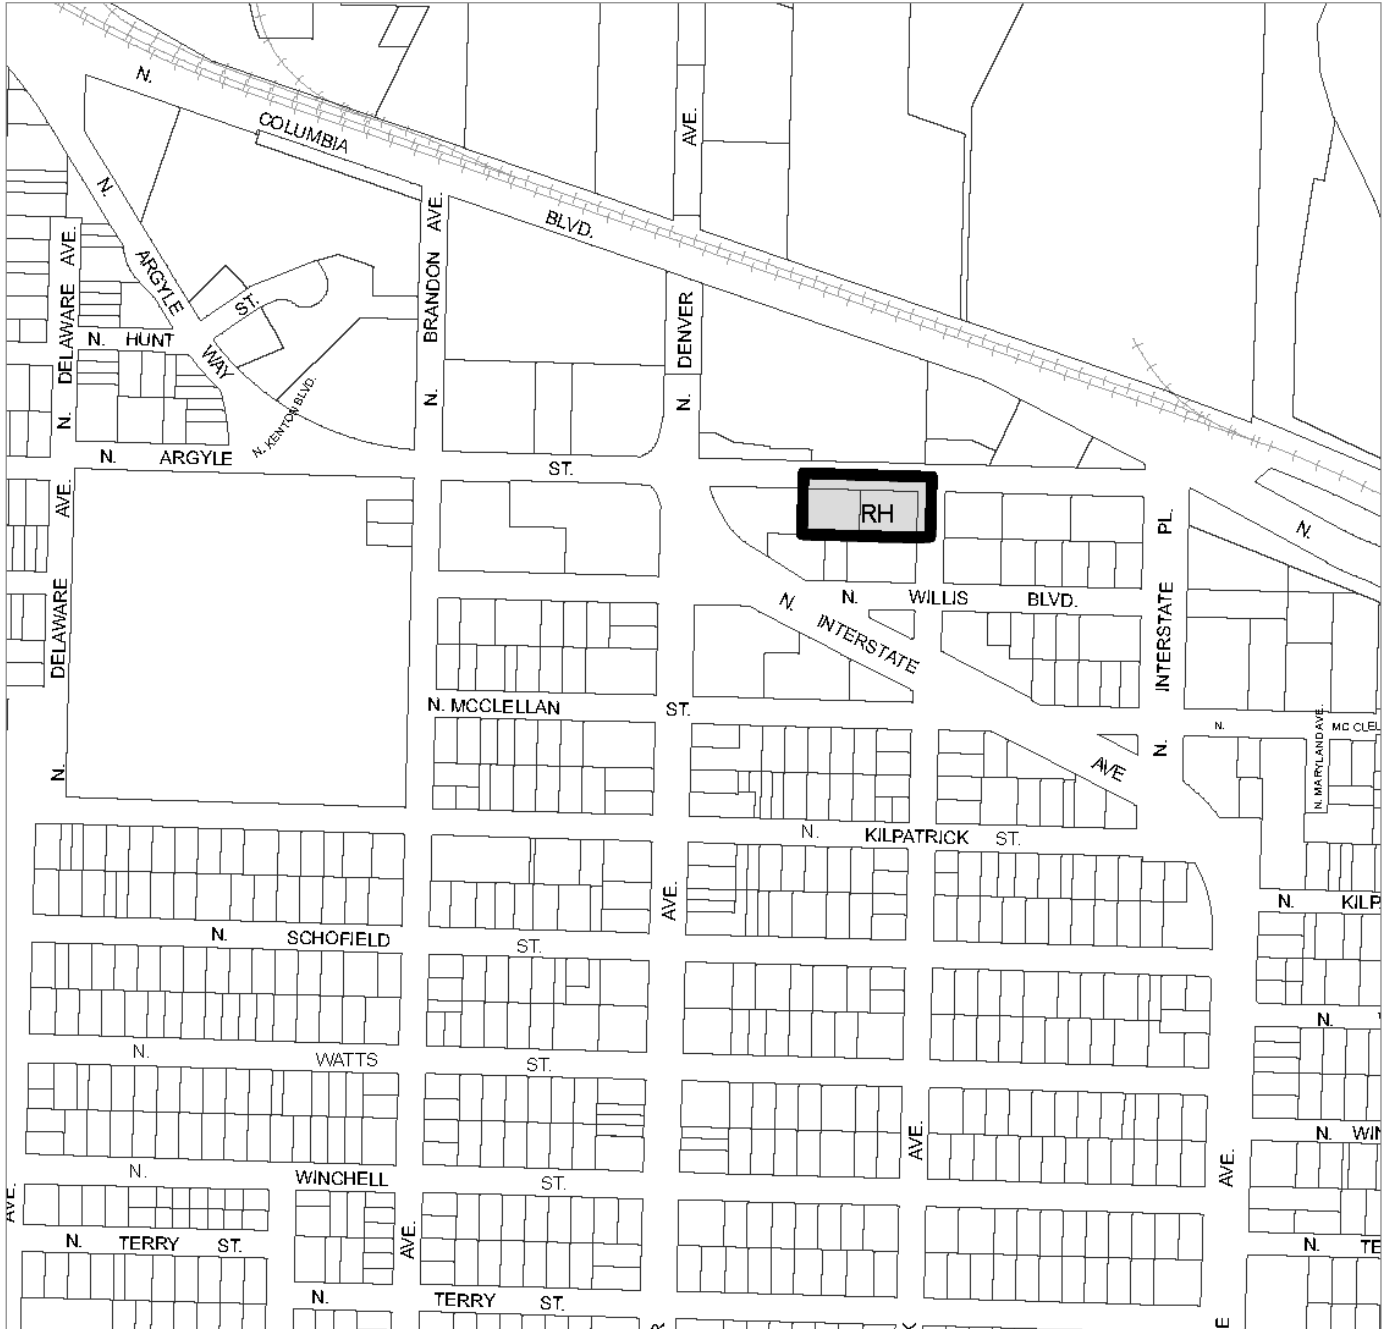 N.
COLUMBIA
BLVD.
AVE.
N.
ARGYLE
WAY
AVE.
BRANDON
N.
AVE.
DELAWARE
N.
ST.
N. HUNT
DENVER
N.
N. KENTON BLVD.
N. ARGYLE
ST.
RH
AVE.
DELAWARE
N.
PL.
INTERSTATE
N.
N.
N. WILLIS BLVD.
N. INTERSTATE
AVE
N. MCCLELLAN ST.
N.
MC CLEL
N. MARYLAND AVE.
N. KILPATRICK ST.
AVE.
N. KILP
N. SCHOFIELD ST.
N.
N. WATTS ST.
AVE.
N. WIN
AVE.
N. WINCHELL ST.
AVE.
AVE.
N. TERRY ST.
N. TE
N. TERRY ST.
R
K
E